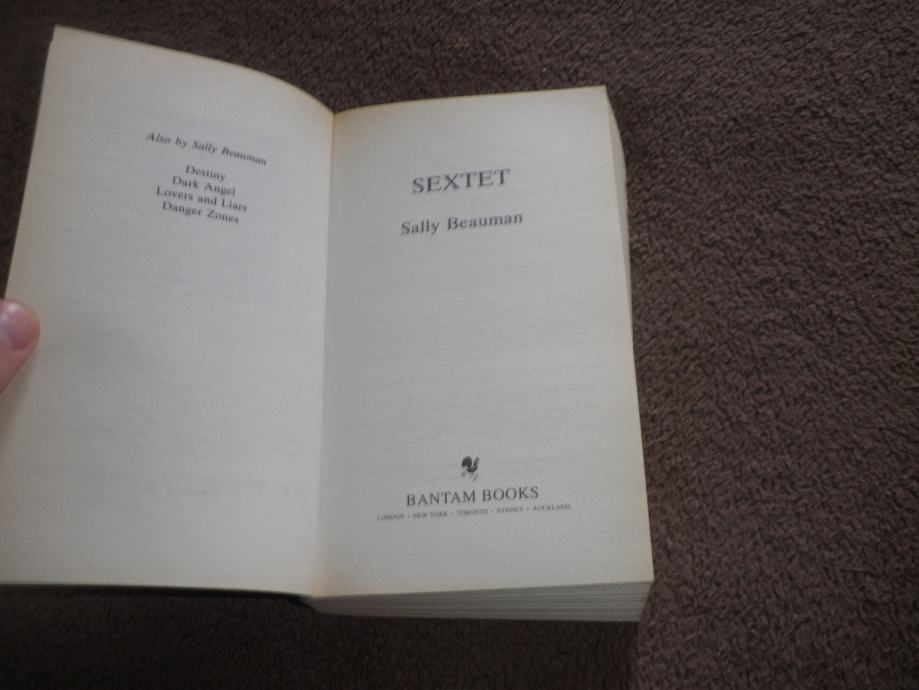 Also by Sally Beauman
Destiny
Dark Angel
Lovers and Liars
Danger Zones
SEXTET
Sally Beauman
BANTAM BOOKS
LONDON • NEW YORK • TORONTO • SYDNEY • AUCKLAND